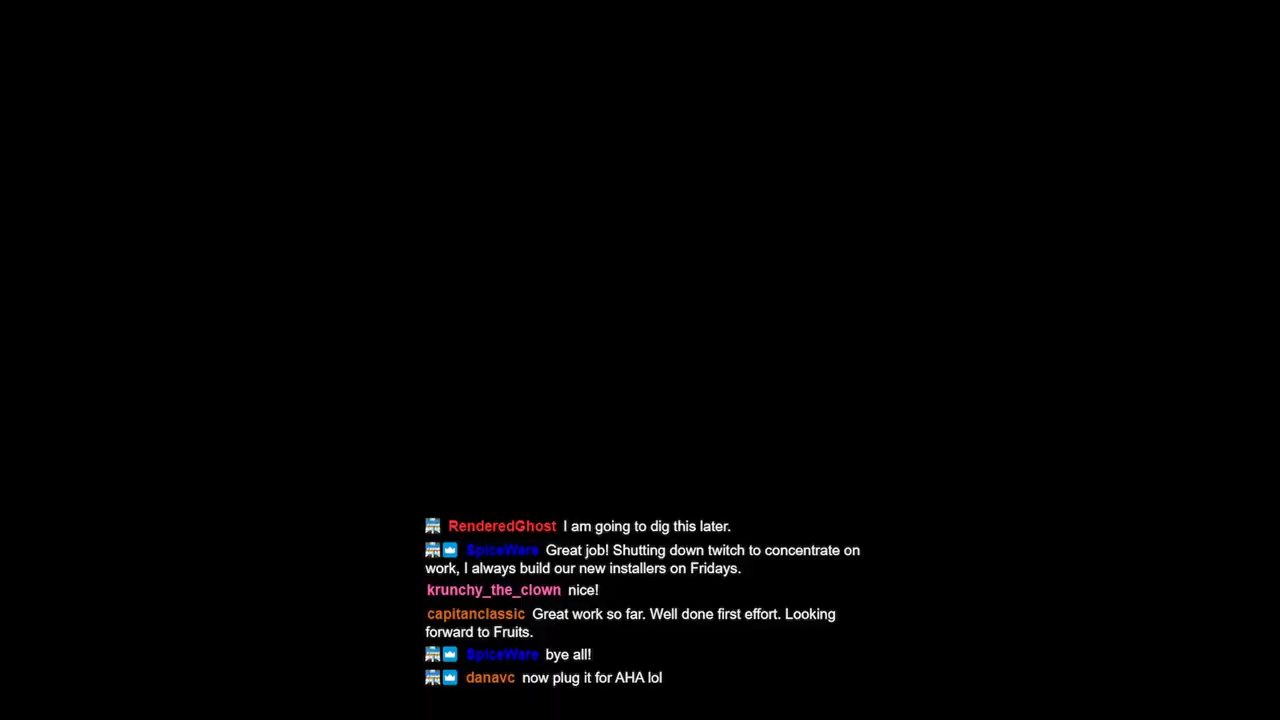 RenderedGhost I am going to dig this later.
SpiceWare Great job! Shutting down twitch to concentrate on
work, I always build our new installers on Fridays.
krunchy_the_clown nice!
capitanclassic Great work so far. Well done first effort. Looking
forward to Fruits.
SpiceWare bye all!
danavc now plug it for AHA lol